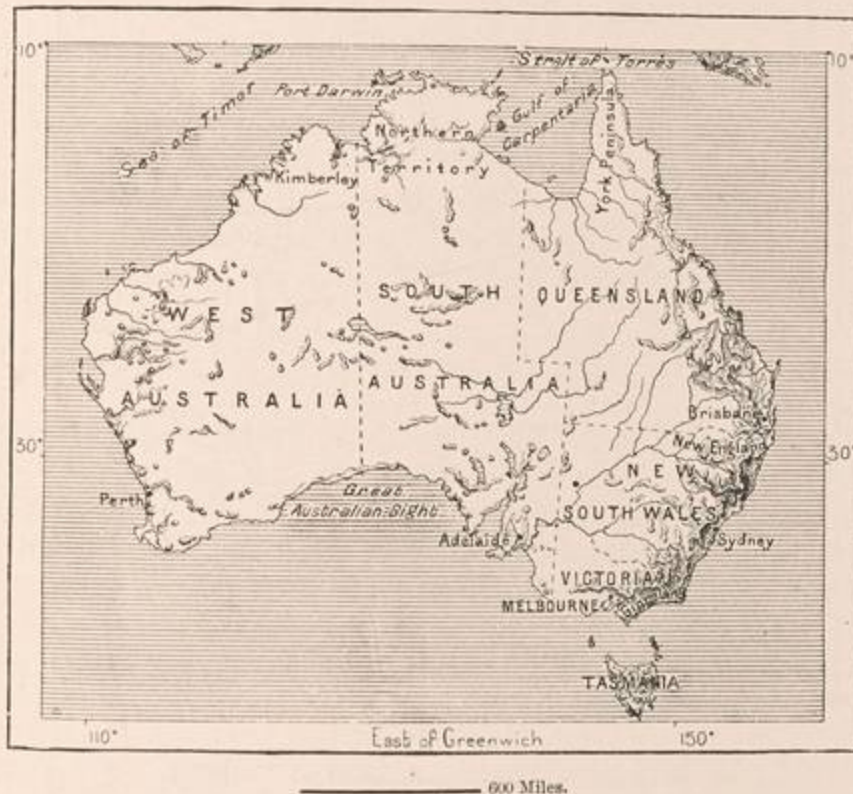 10°
Strait of Torrès
10°
Port Darwin
Sea of Timor
Gulf of
Carpentaria
Northern
Territory
York Peninsula
Kimberley
SOUTH
QUEENSLAND
WEST
AUSTRALIA
AUSTRALIA
Brisbane
New England
30°
30°
NEW
Great
Australian Bight
Perth
SOUTH WALES
Adelaide
Sydney
VICTORIA
MELBOURNE
Gippsland
TASMANIA
110°
East of Greenwich
150°
600 Miles.